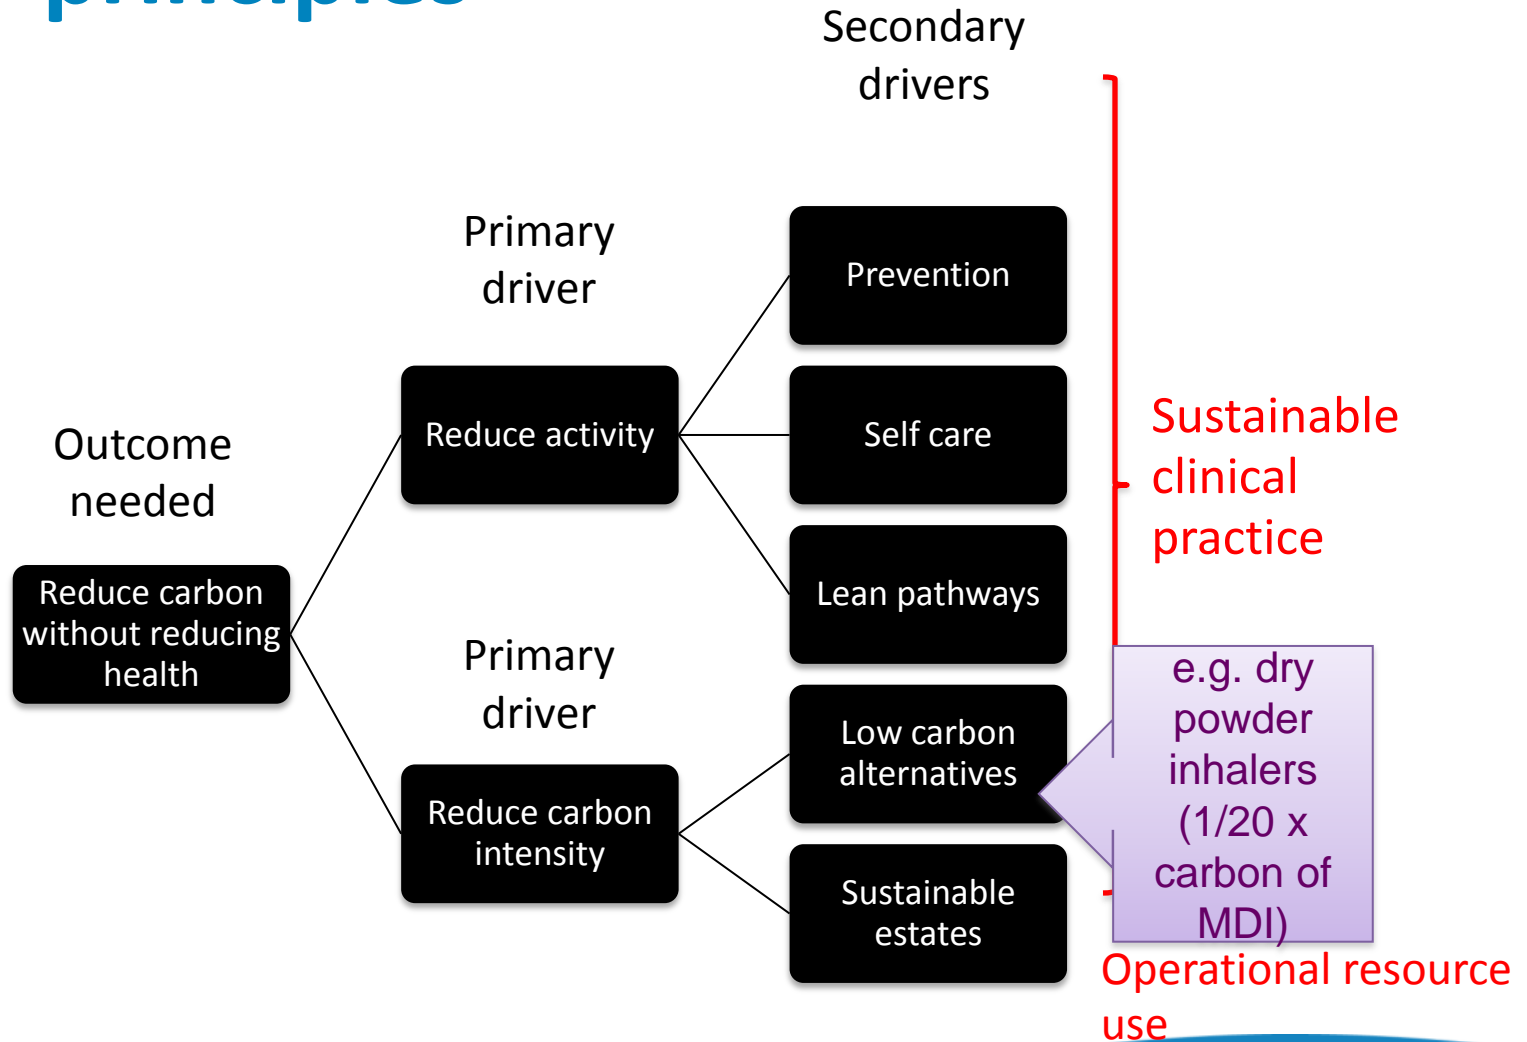 principles
Secondary
drivers
Primary
driver
Prevention
Reduce activity
Self care
Sustainable
clinical
practice
Outcome
needed
Reduce carbon
without reducing
health
Lean pathways
Primary
driver
Low carbon
alternatives
e.g. dry
powder
inhalers
(1/20 x
carbon of
MDI)
Reduce carbon
intensity
Sustainable
estates
Operational resource
use